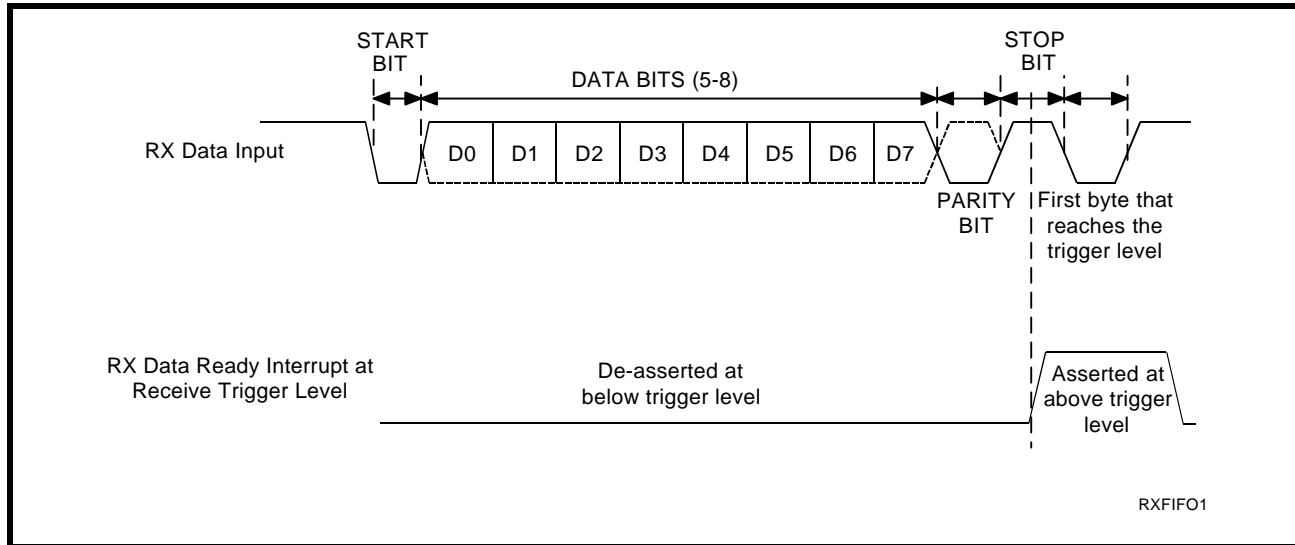 START
BIT
STOP
BIT
DATA BITS (5-8)
RX Data Input
D0 D1 D2 D3 D4 D5 D6 D7
PARITY
BIT
First byte that
reaches the
trigger level
RX Data Ready Interrupt at
Receive Trigger Level
De-asserted at
below trigger level
Asserted at
above trigger
level
RXFIFO1